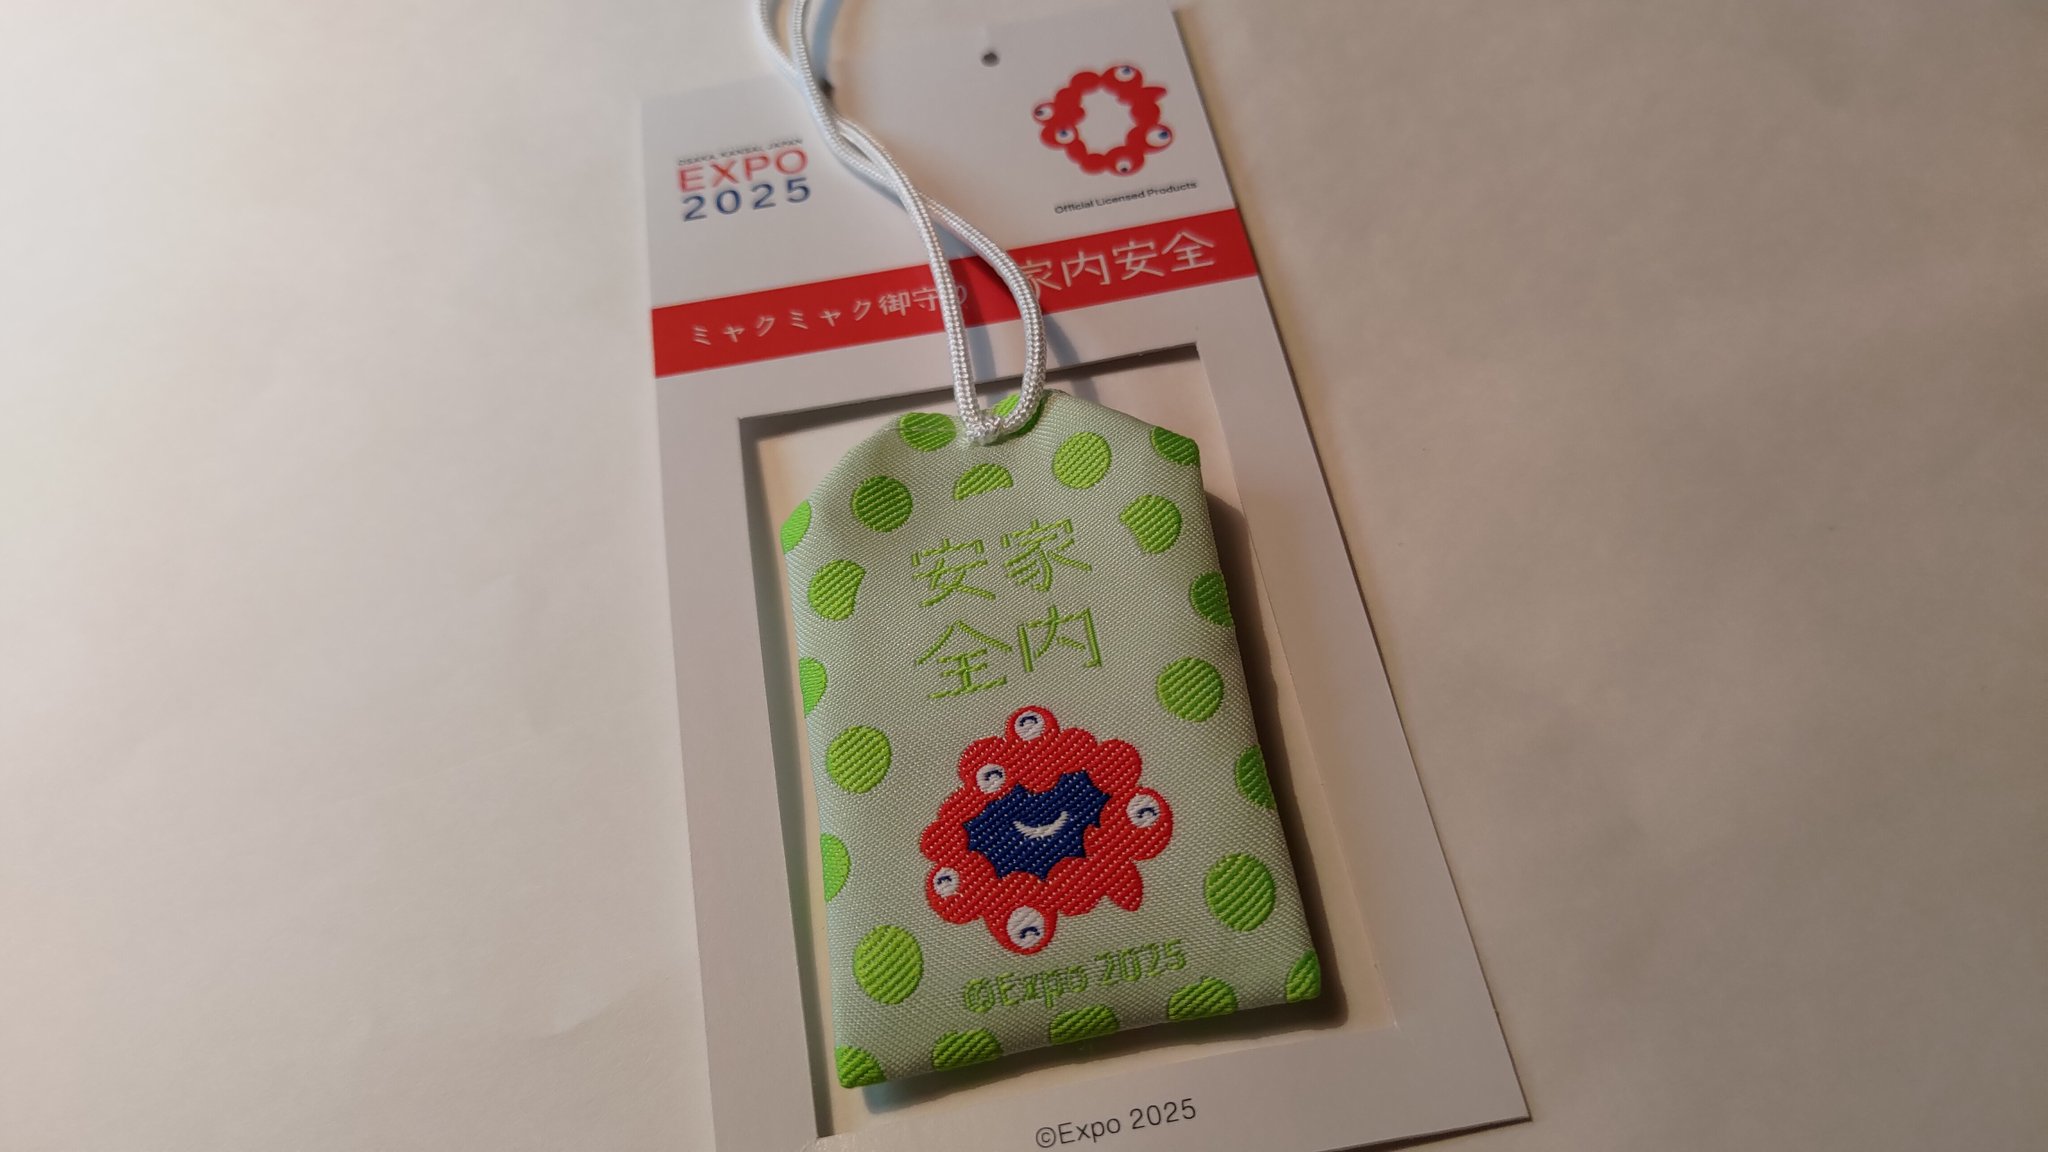 OSAKA, KANSAI, JAPAN
EXPO
2025
Official Licensed Products
ミャクミャク御守り 家内安全
家内
安全
©Expo 2025
©Expo 2025